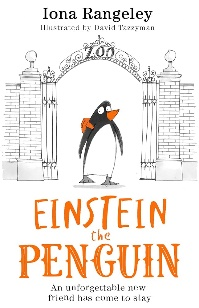 Iona Rangeley
Illustrated by David Tazzyman
ZOO
EINSTEIN
the
PENGUIN
An unforgettable new
friend has come to stay